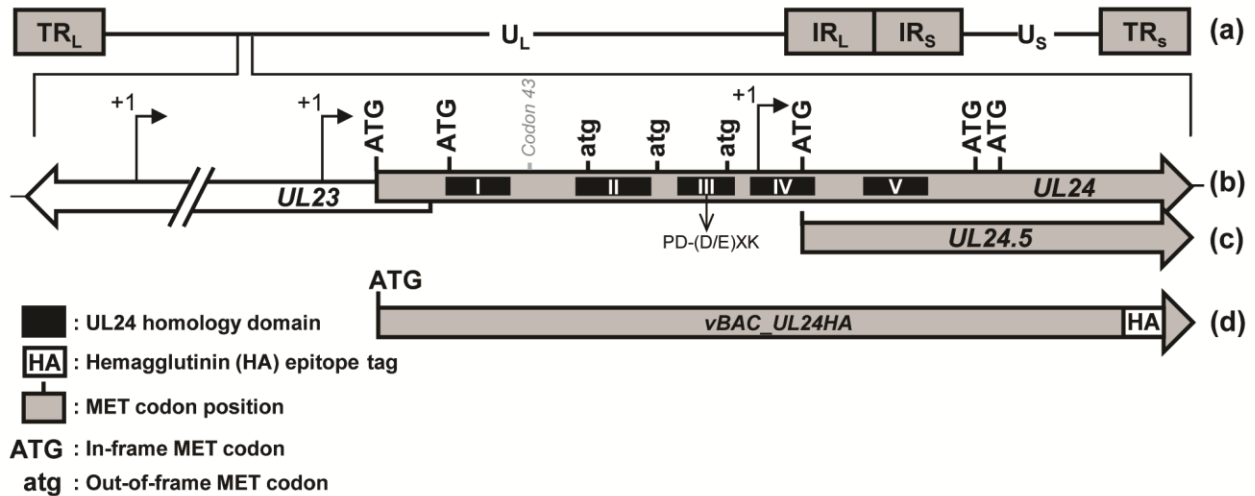 TRL UL IRL IRS US TRs (a)
+1 +1 ATG ATG Codon 43 atg atg atg +1 ATG ATG ATG
I II III IV V UL24 (b)
UL23
PD-(D/E)XK
UL24.5 (c)
ATG
vBAC_UL24HA HA (d)
: UL24 homology domain
HA : Hemagglutinin (HA) epitope tag
: MET codon position
ATG : In-frame MET codon
atg : Out-of-frame MET codon